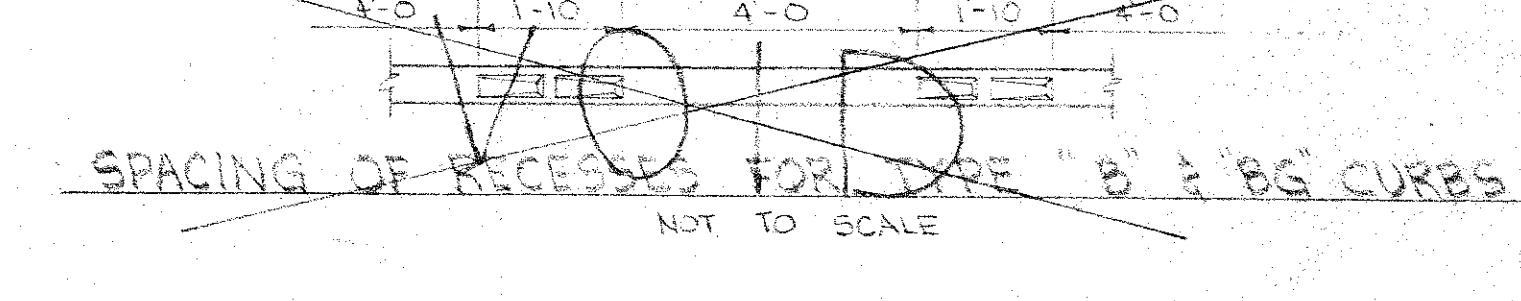 4-0 1-10 4-0 1-10 4-0
VOID
SPACING OF RECESSES FOR TYPE "B" & "BG" CURBS
NOT TO SCALE